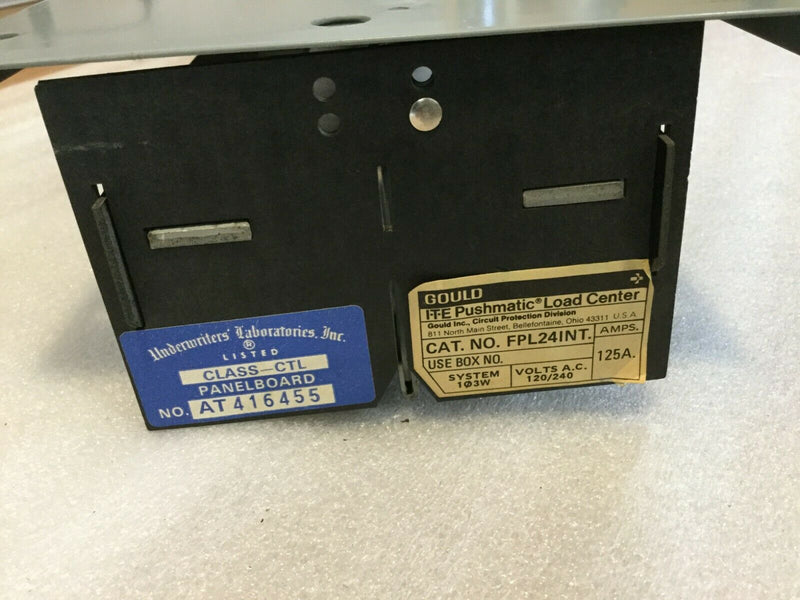 Underwriters' Laboratories, Inc.
®
LISTED
CLASS—CTL
PANELBOARD
NO. AT416455
GOULD
I-T-E Pushmatic® Load Center
Gould Inc., Circuit Protection Division
811 North Main Street, Bellefontaine, Ohio 43311 U.S.A.
CAT. NO. FPL24INT.
USE BOX NO.
AMPS.
125A.
SYSTEM
1Ø3W
VOLTS A.C.
120/240